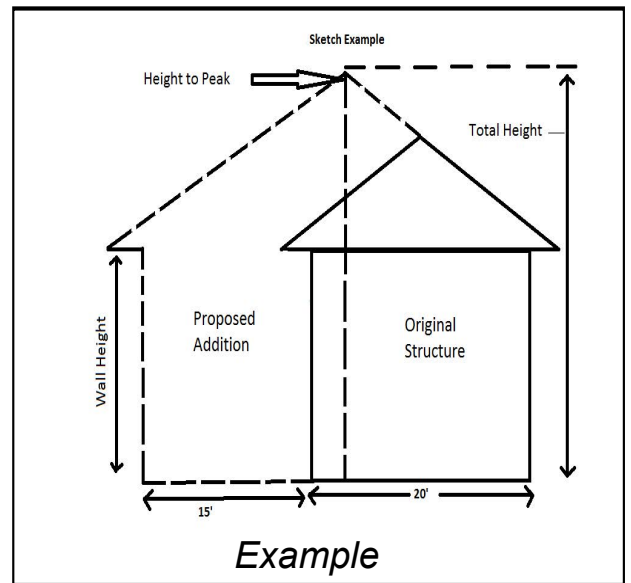 Sketch Example
Height to Peak
Total Height
Proposed
Addition
Original
Structure
Wall Height
15'
20'
Example